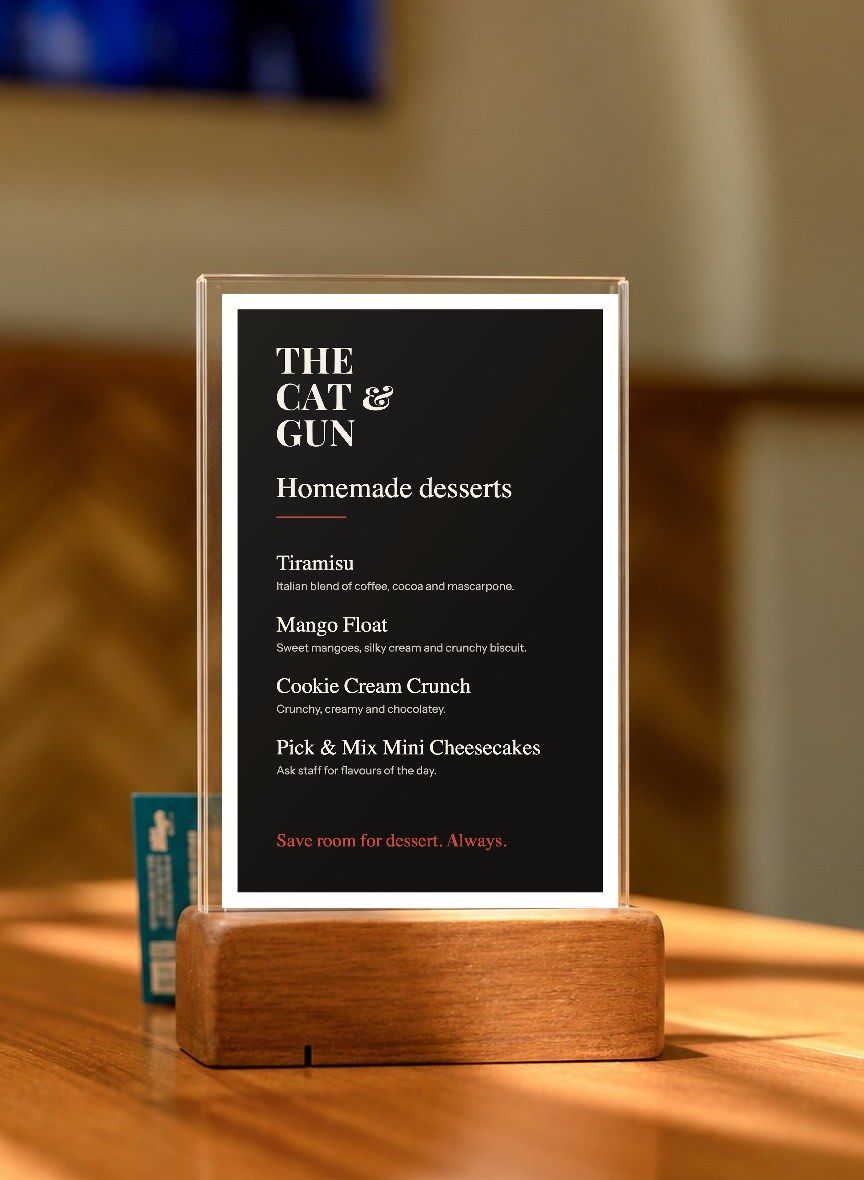 THE
CAT &
GUN
Homemade desserts
Tiramisu
Italian blend of coffee, cocoa and mascarpone.
Mango Float
Sweet mangoes, silky cream and crunchy biscuit.
Cookie Cream Crunch
Crunchy, creamy and chocolatey.
Pick & Mix Mini Cheesecakes
Ask staff for flavours of the day.
Save room for dessert. Always.